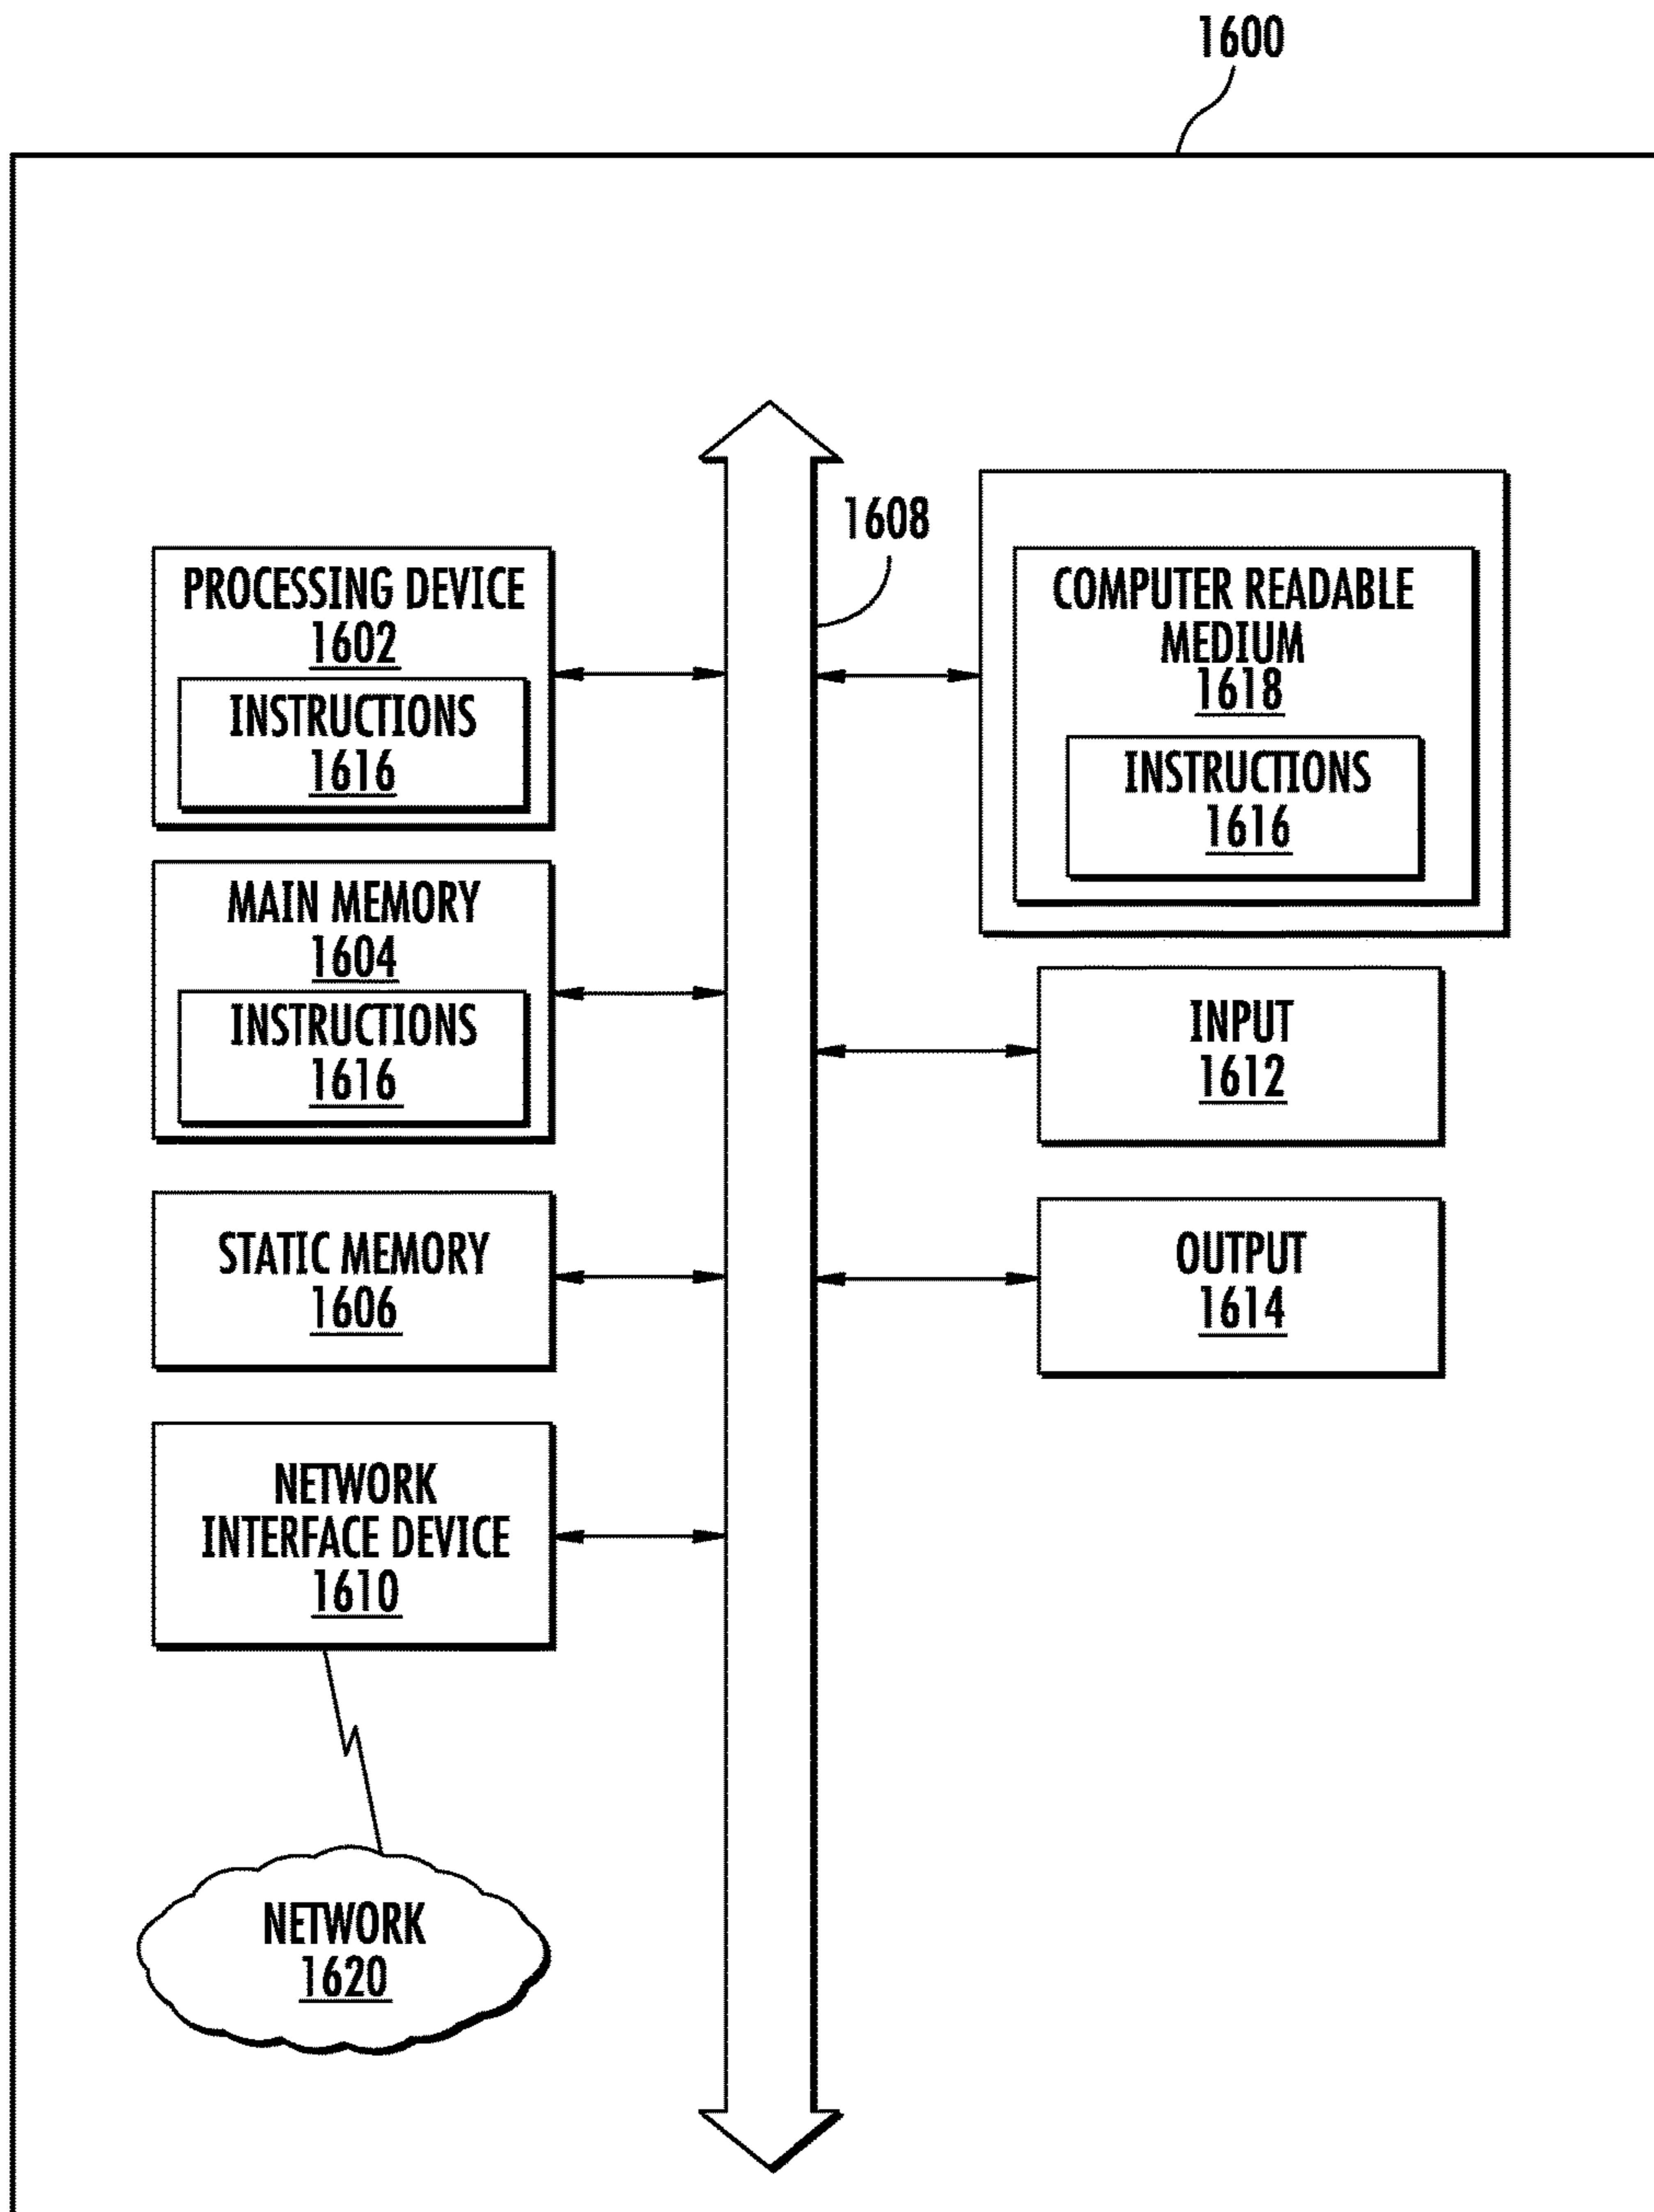 1600
1608
PROCESSING DEVICE
1602
INSTRUCTIONS
1616
MAIN MEMORY
1604
INSTRUCTIONS
1616
STATIC MEMORY
1606
NETWORK
INTERFACE DEVICE
1610
NETWORK
1620
COMPUTER READABLE
MEDIUM
1618
INSTRUCTIONS
1616
INPUT
1612
OUTPUT
1614